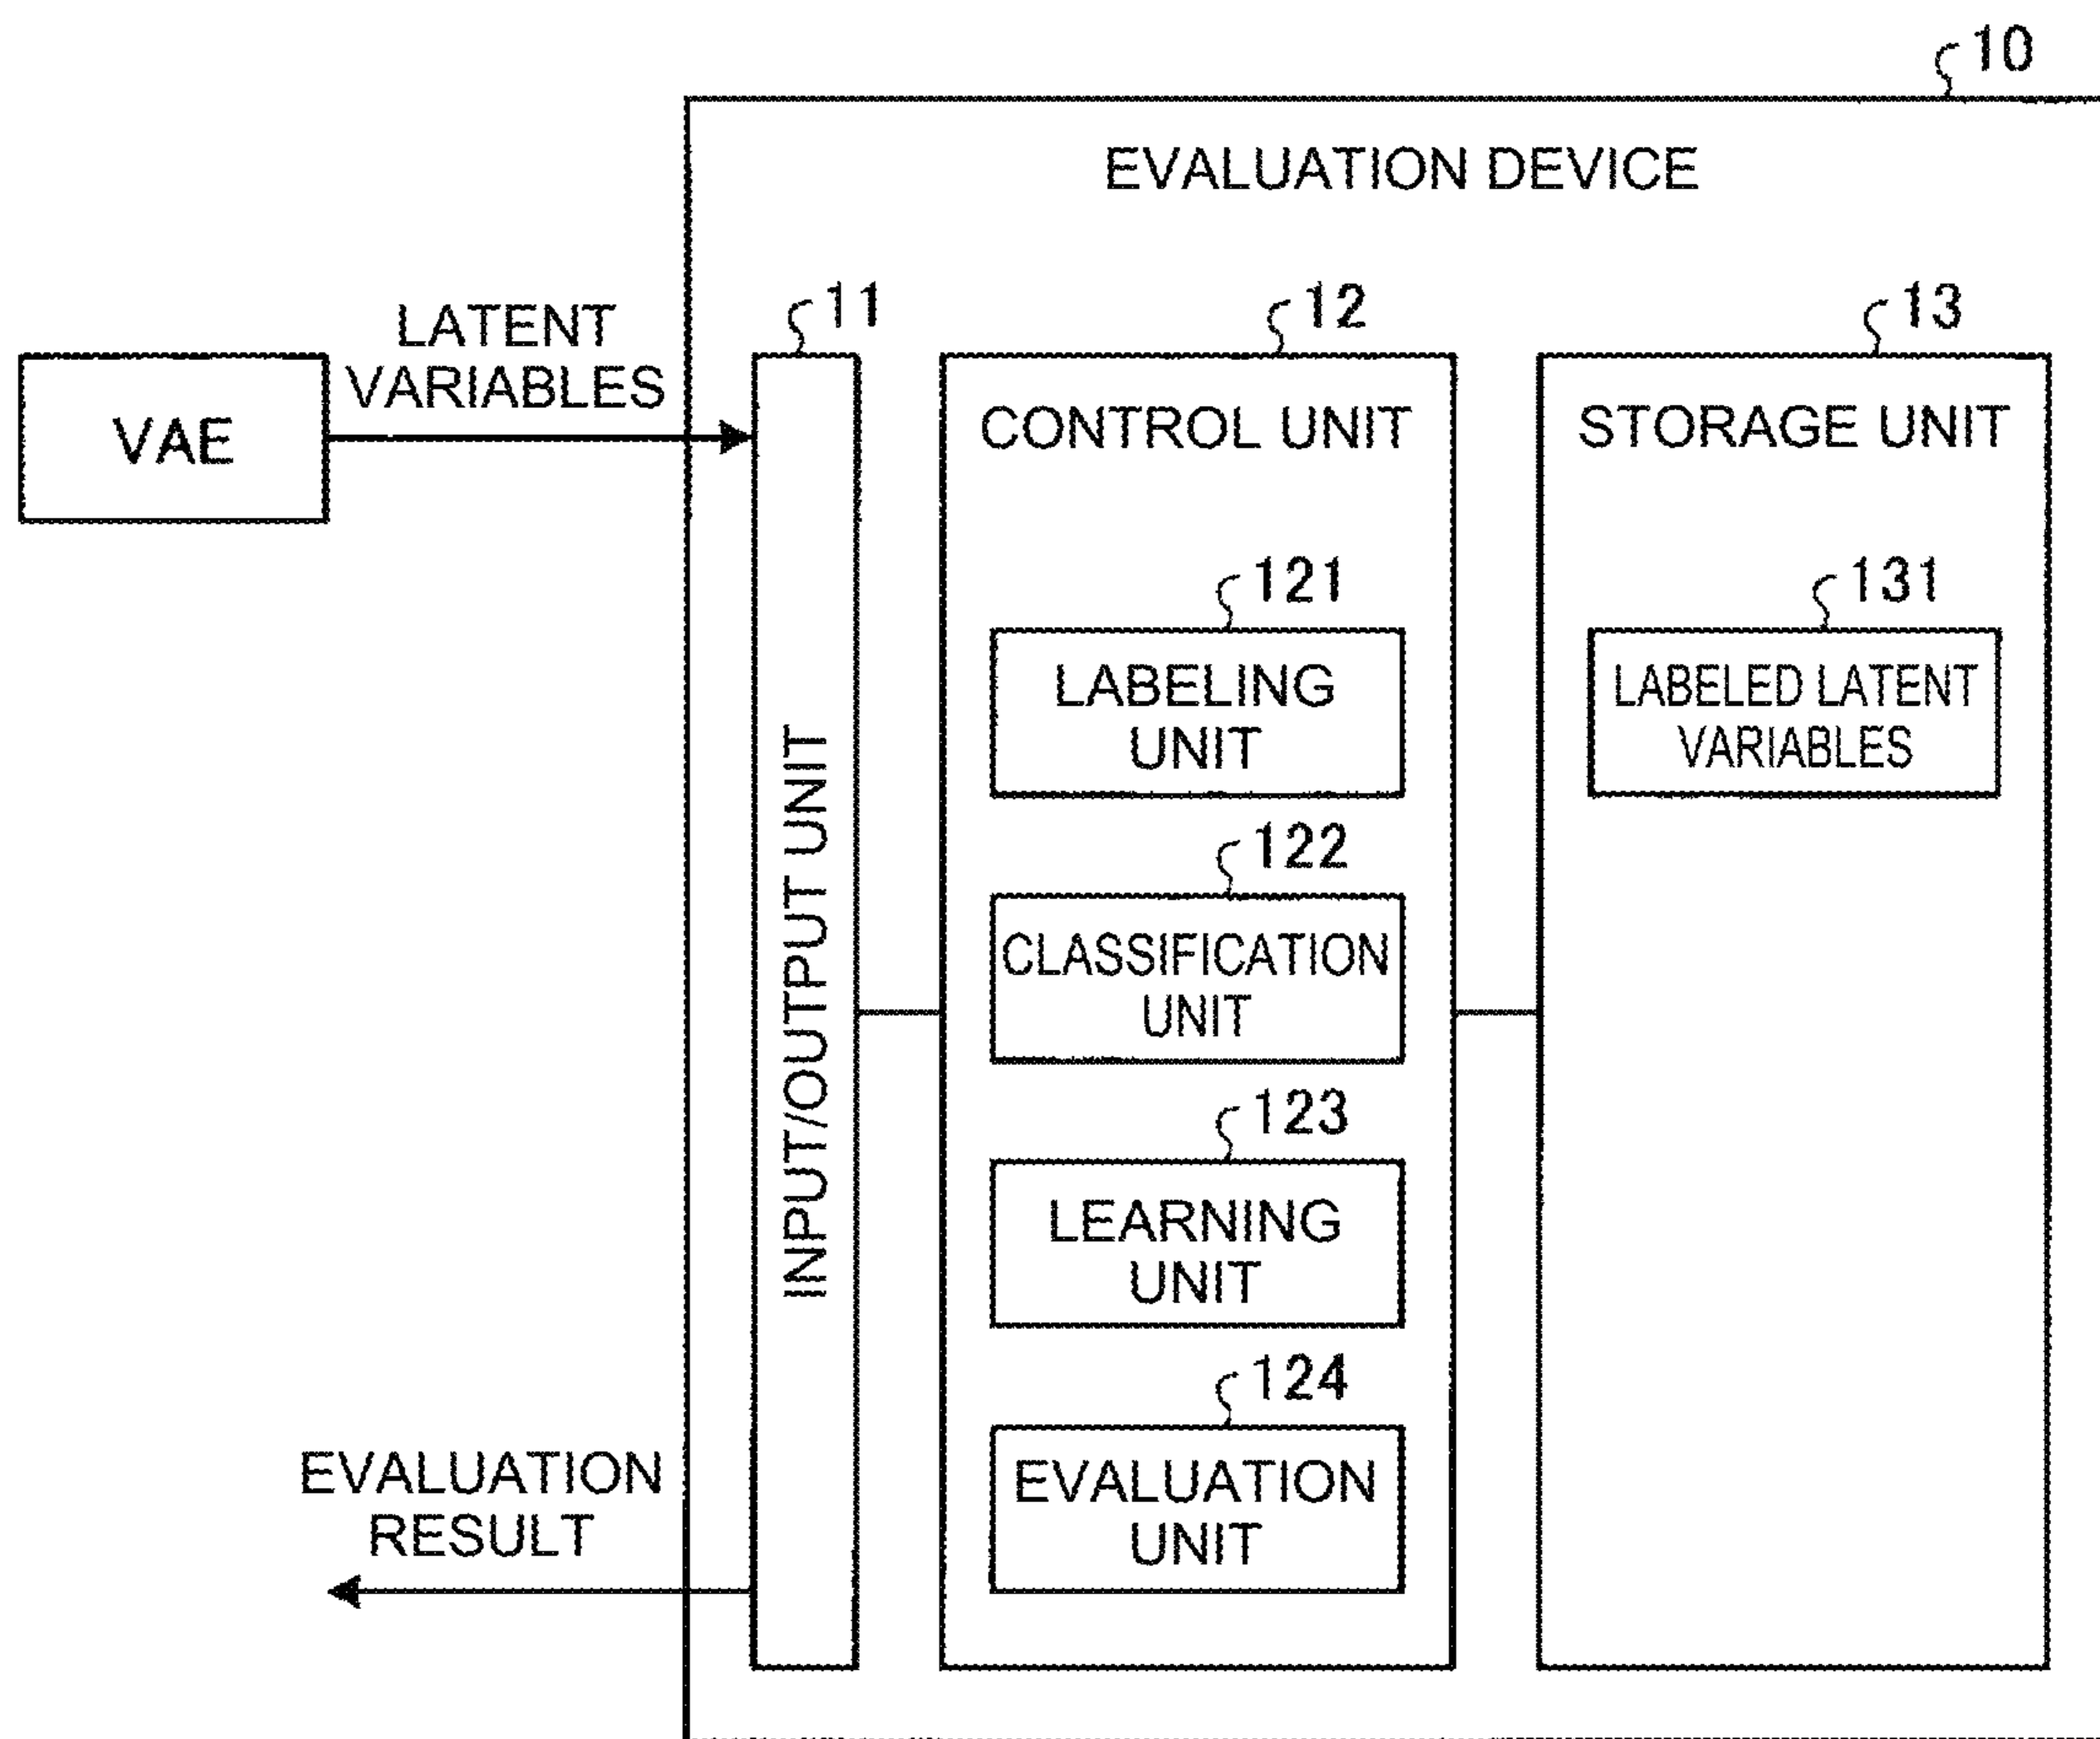 10
EVALUATION DEVICE
LATENT
VARIABLES
VAE
11
INPUT/OUTPUT UNIT
12
CONTROL UNIT
121
LABELING
UNIT
122
CLASSIFICATION
UNIT
123
LEARNING
UNIT
124
EVALUATION
UNIT
13
STORAGE UNIT
131
LABELED LATENT
VARIABLES
EVALUATION
RESULT